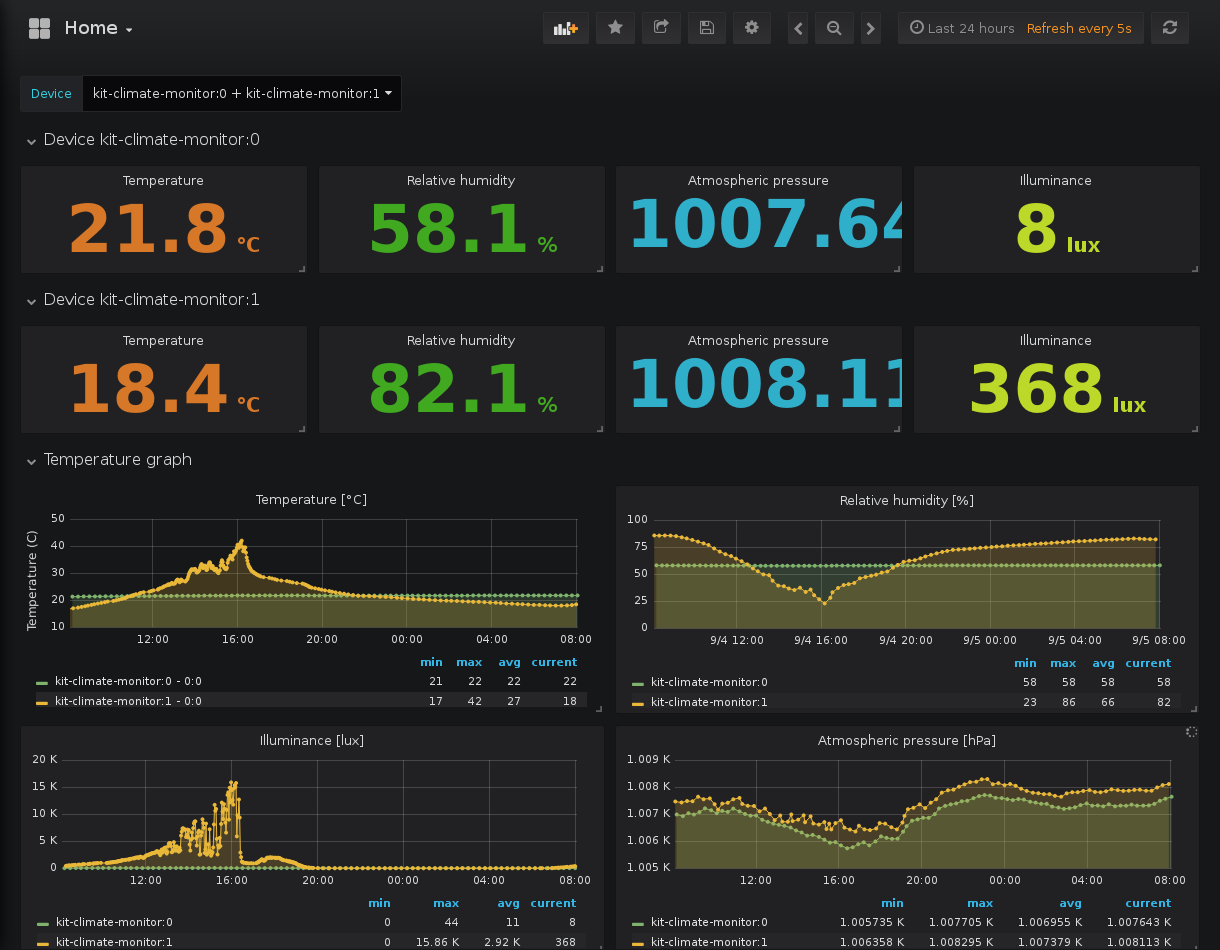 Home
Last 24 hours Refresh every 5s
Device kit-climate-monitor:0 + kit-climate-monitor:1
Device kit-climate-monitor:0
Temperature Relative humidity Atmospheric pressure Illuminance
21.8 °C 58.1 % 1007.64 8 lux
Device kit-climate-monitor:1
Temperature Relative humidity Atmospheric pressure Illuminance
18.4 °C 82.1 % 1008.11 368 lux
Temperature graph
Temperature [°C]
Temperature (C)
50
40
30
20
10
12:00 16:00 20:00 00:00 04:00 08:00
min max avg current
kit-climate-monitor:0 - 0:0 21 22 22 22
kit-climate-monitor:1 - 0:0 17 42 27 18
Relative humidity [%]
100
75
50
25
0
9/4 12:00 9/4 16:00 9/4 20:00 9/5 00:00 9/5 04:00 9/5 08:00
min max avg current
kit-climate-monitor:0 58 58 58 58
kit-climate-monitor:1 23 86 66 82
Illuminance [lux]
20 K
15 K
10 K
5 K
0
12:00 16:00 20:00 00:00 04:00 08:00
min max avg current
kit-climate-monitor:0 0 44 11 8
kit-climate-monitor:1 0 15.86 K 2.92 K 368
Atmospheric pressure [hPa]
1.009 K
1.008 K
1.007 K
1.006 K
1.005 K
12:00 16:00 20:00 00:00 04:00 08:00
min max avg current
kit-climate-monitor:0 1.005735 K 1.007705 K 1.006955 K 1.007643 K
kit-climate-monitor:1 1.006358 K 1.008295 K 1.007379 K 1.008113 K